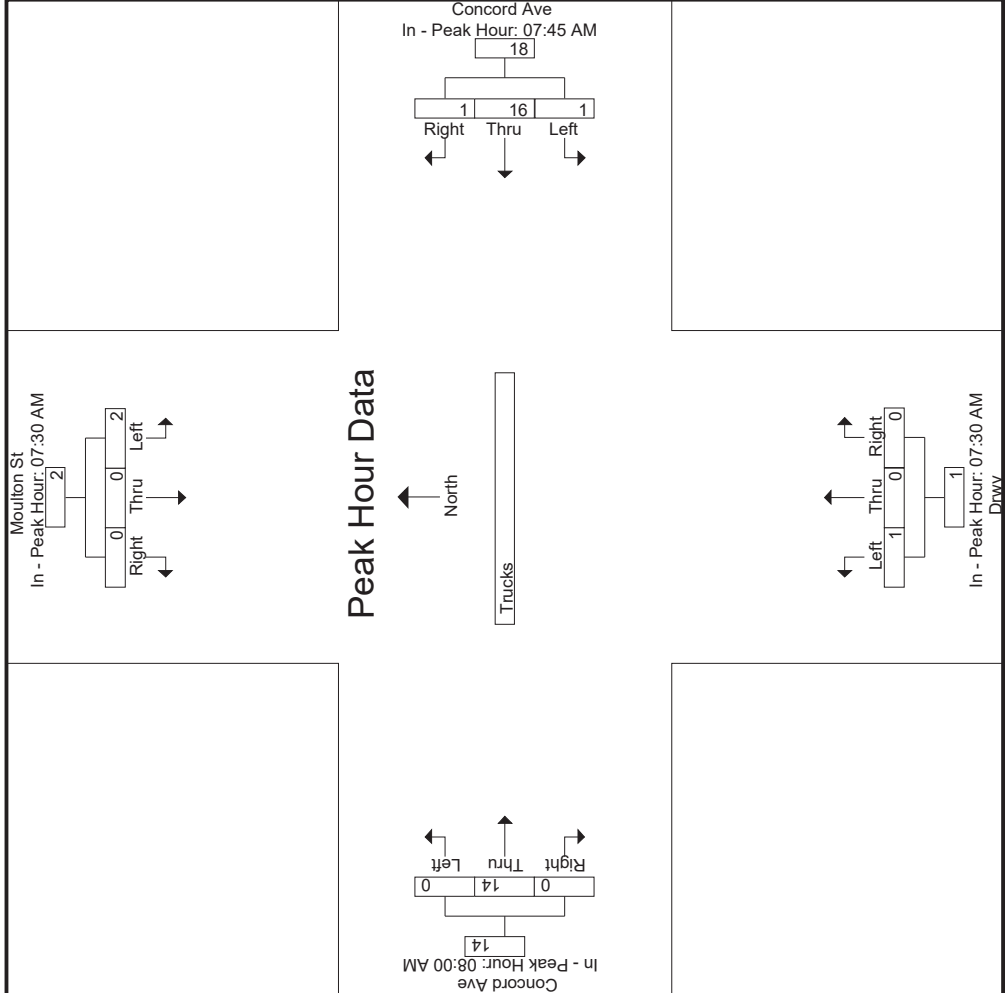 Concord Ave
In - Peak Hour: 07:45 AM
18
1 16 1
Right Thru Left
Moulton St
In - Peak Hour: 07:30 AM
2
0 0 2
Right Thru Left
Peak Hour Data
North
Trucks
Left Thru Right
1 0 0
1
In - Peak Hour: 07:30 AM
Drwy
Left Thru Right
0 14 0
14
In - Peak Hour: 08:00 AM
Concord Ave